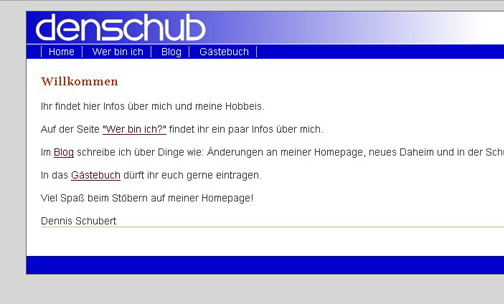 denschub
Home | Wer bin ich | Blog | Gästebuch |
Willkommen
Ihr findet hier Infos über mich und meine Hobbeis.
Auf der Seite "Wer bin ich?" findet ihr ein paar Infos über mich.
Im Blog schreibe ich über Dinge wie: Änderungen an meiner Homepage, neues Daheim und in der
In das Gästebuch dürft ihr euch gerne eintragen.
Viel Spaß beim Stöbern auf meiner Homepage!
Dennis Schubert